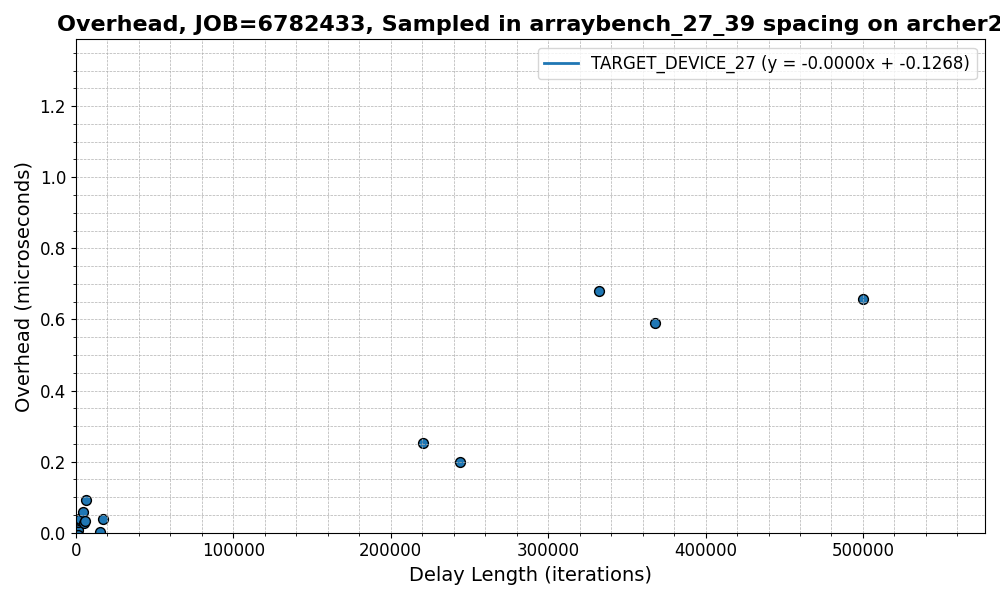 Overhead, JOB=6782433, Sampled in arraybench_27_39 spacing on archer2
TARGET_DEVICE_27 (y = -0.0000x + -0.1268)
Overhead (microseconds)
1.2
1.0
0.8
0.6
0.4
0.2
0.0
0 100000 200000 300000 400000 500000
Delay Length (iterations)